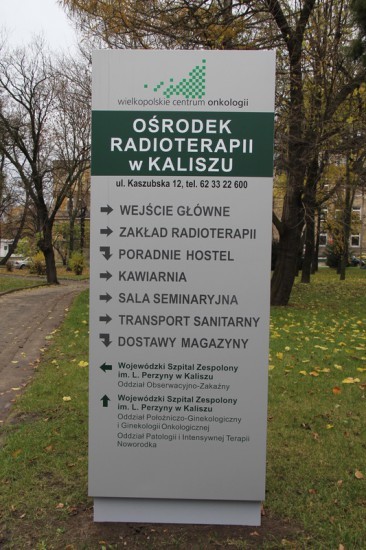 wielkopolskie centrum onkologii
OŚRODEK
RADIOTERAPII
w KALISZU
ul. Kaszubska 12, tel. 62 33 22 600
WEJŚCIE GŁÓWNE
ZAKŁAD RADIOTERAPII
PORADNIE HOSTEL
KAWIARNIA
SALA SEMINARYJNA
TRANSPORT SANITARNY
DOSTAWY MAGAZYNY
Wojewódzki Szpital Zespolony
im. L. Perzyny w Kaliszu
Oddział Obserwacyjno-Zakaźny
Wojewódzki Szpital Zespolony
im. L. Perzyny w Kaliszu
Oddział Położniczo-Ginekologiczny
i Ginekologii Onkologicznej
Oddział Patologii i Intensywnej Terapii
Noworodka